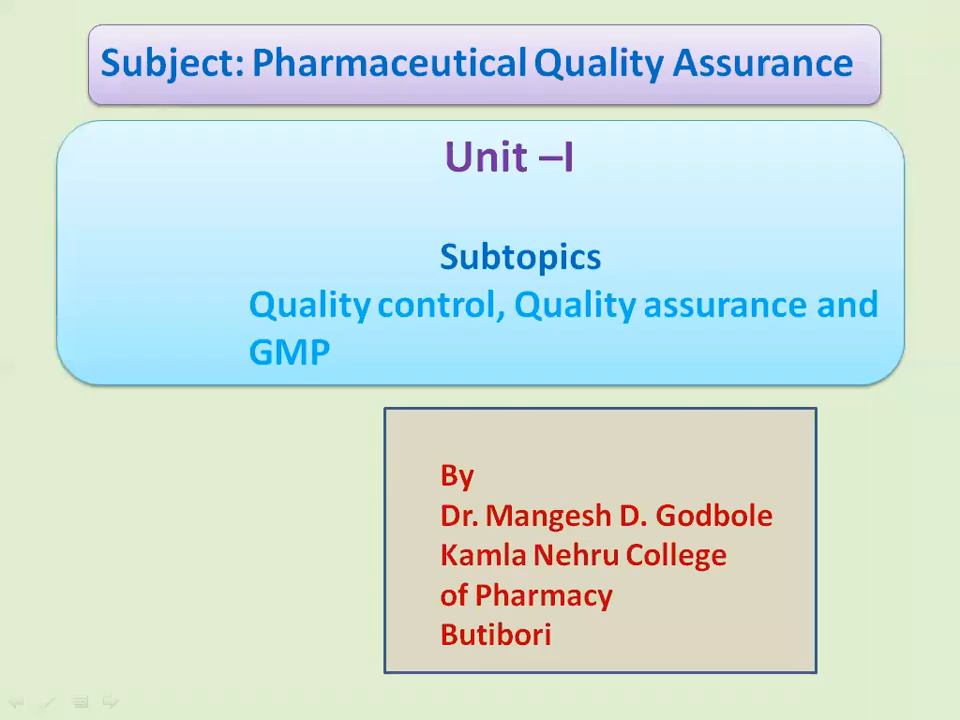 Subject: Pharmaceutical Quality Assurance
Unit –I
Subtopics
Quality control, Quality assurance and
GMP
By
Dr. Mangesh D. Godbole
Kamla Nehru College
of Pharmacy
Butibori